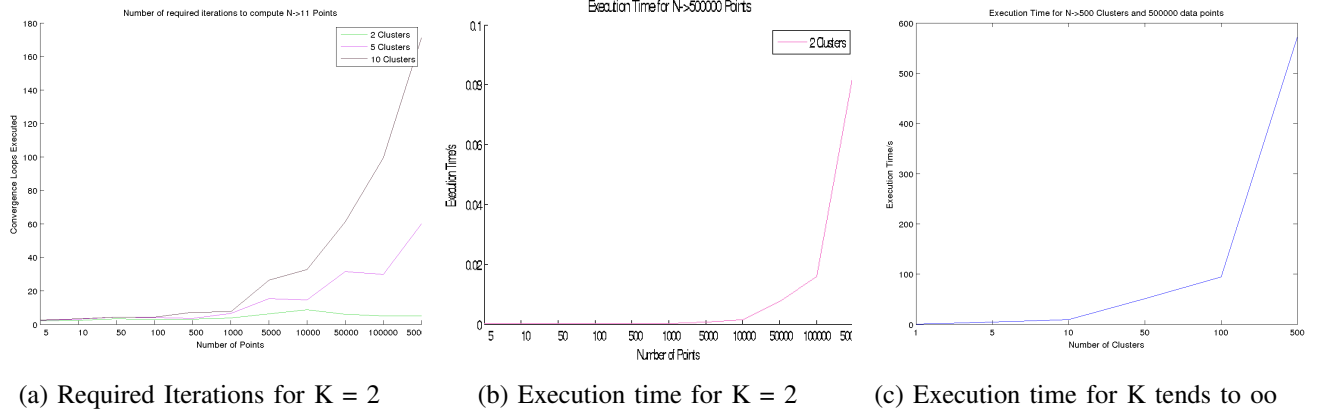 Number of required iterations to compute N->11 Points
2 Clusters
5 Clusters
10 Clusters
180
160
140
120
100
80
60
40
20
0
Convergence Loops Executed
5 10 50 100 500 1000 5000 10000 50000 100000 500
Number of Points
(a) Required Iterations for K = 2
Execution Time for N->500000 Points
2 Clusters
0.1
0.08
0.06
0.04
0.02
0
Execution Time/s
5 10 50 100 500 1000 5000 10000 50000 100000 500
Number of Points
(b) Execution time for K = 2
Execution Time for N->500 Clusters and 500000 data points
600
500
400
300
200
100
0
Execution Time/s
1 5 10 50 100 500
Number of Clusters
(c) Execution time for K tends to oo